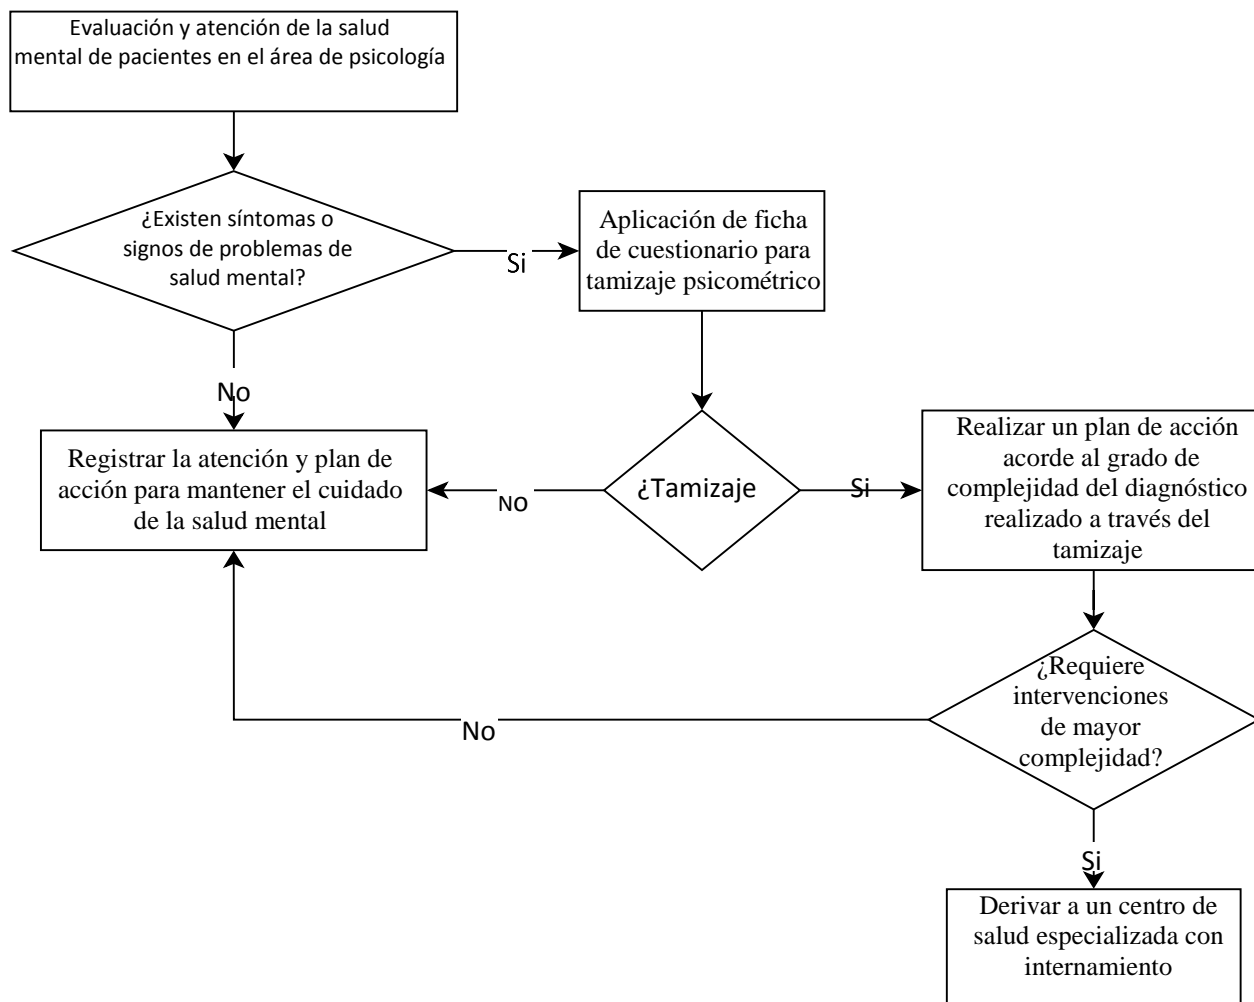 Evaluación y atención de la salud
mental de pacientes en el área de psicología
¿Existen síntomas o
signos de problemas de
salud mental?
Si
Aplicación de ficha
de cuestionario para
tamizaje psicométrico
No
Registrar la atención y plan de
acción para mantener el cuidado
de la salud mental
No
¿Tamizaje
Si
Realizar un plan de acción
acorde al grado de
complejidad del diagnóstico
realizado a través del
tamizaje
¿Requiere
intervenciones
de mayor
complejidad?
No
Si
Derivar a un centro de
salud especializada con
internamiento